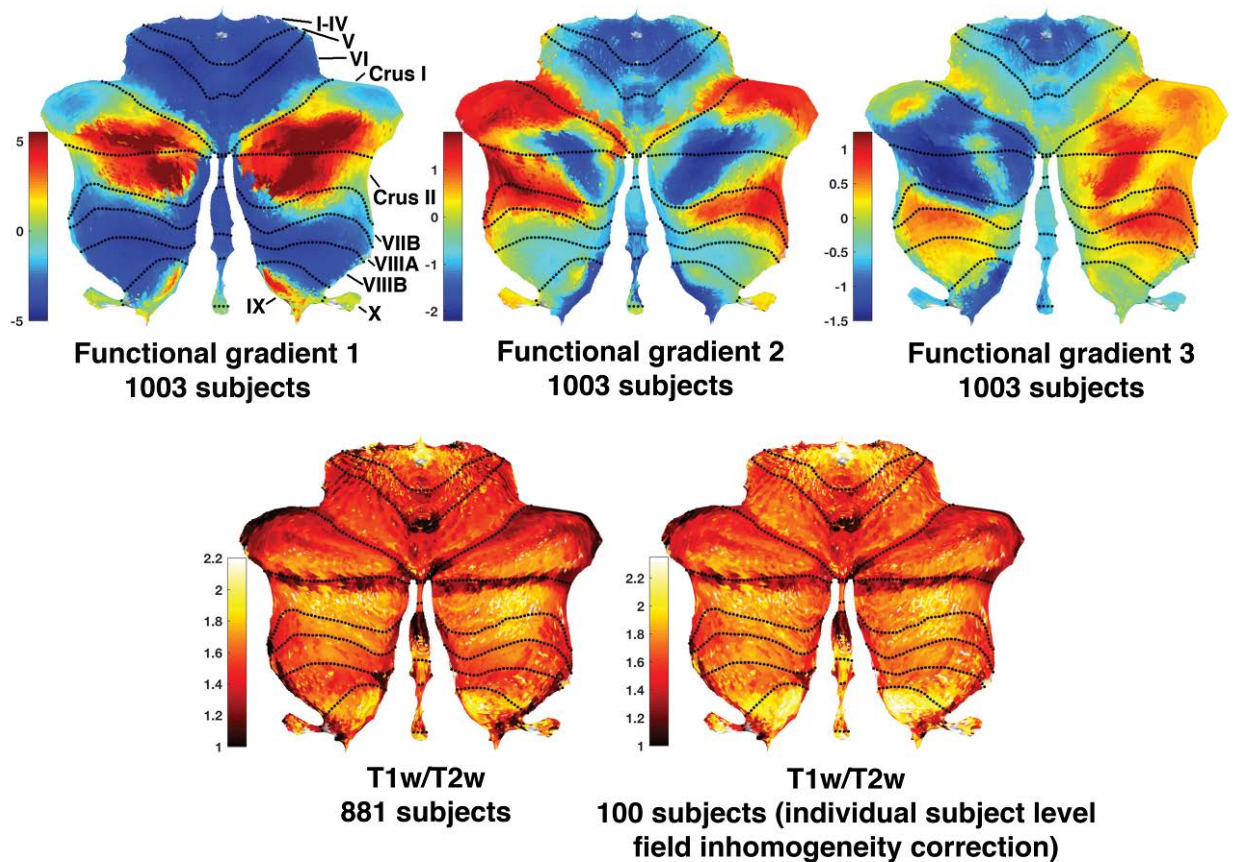 I-IV
V
VI
Crus I
Crus II
VIIB
VIIIA
VIIIB
IX
X
5
0
-5
1
0
-1
-2
1
0.5
0
-0.5
-1
-1.5
Functional gradient 1
1003 subjects
Functional gradient 2
1003 subjects
Functional gradient 3
1003 subjects
2.2
2
1.8
1.6
1.4
1.2
1
2.2
2
1.8
1.6
1.4
1.2
1
T1w/T2w
881 subjects
T1w/T2w
100 subjects (individual subject level
field inhomogeneity correction)